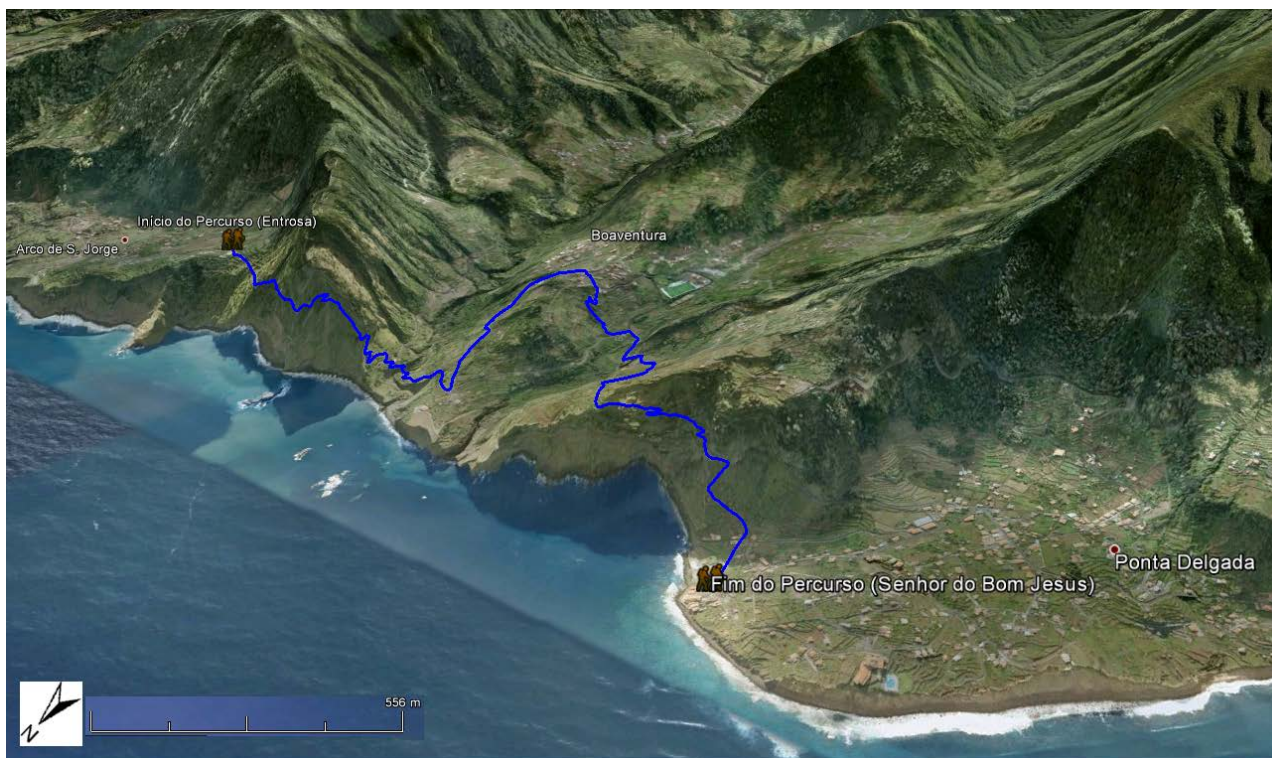 Início do Percurso (Entrosa)
Boaventura
Arco de S. Jorge
Ponta Delgada
Fim do Percurso (Senhor do Bom Jesus)
556 m
N